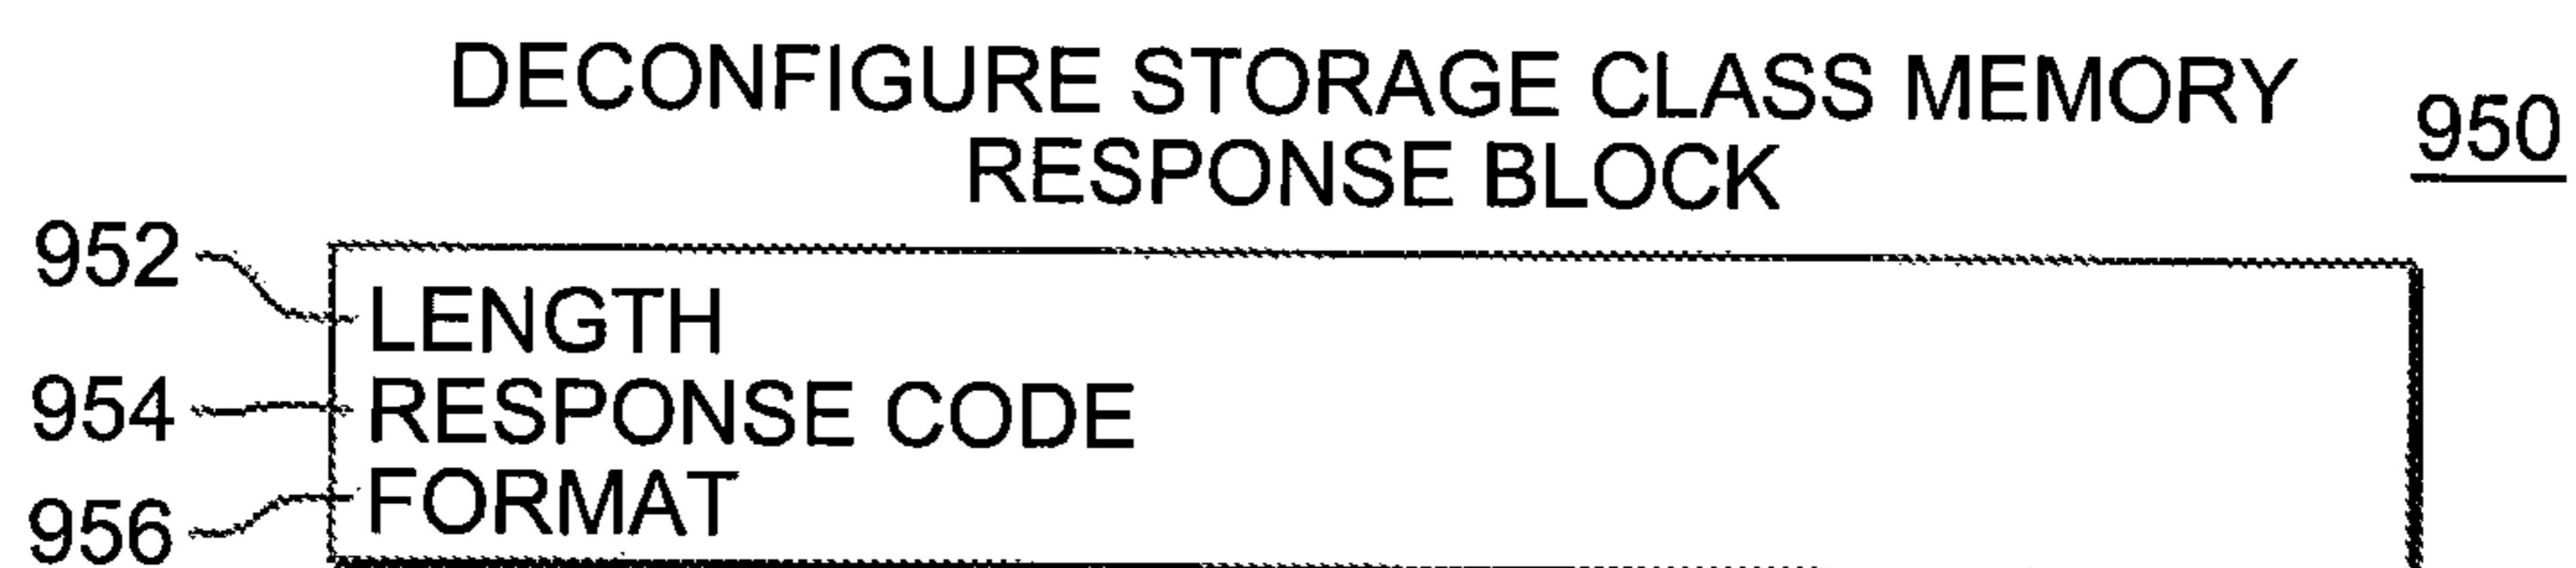 DECONFIGURE STORAGE CLASS MEMORY
RESPONSE BLOCK
950
952
LENGTH
954
RESPONSE CODE
956
FORMAT